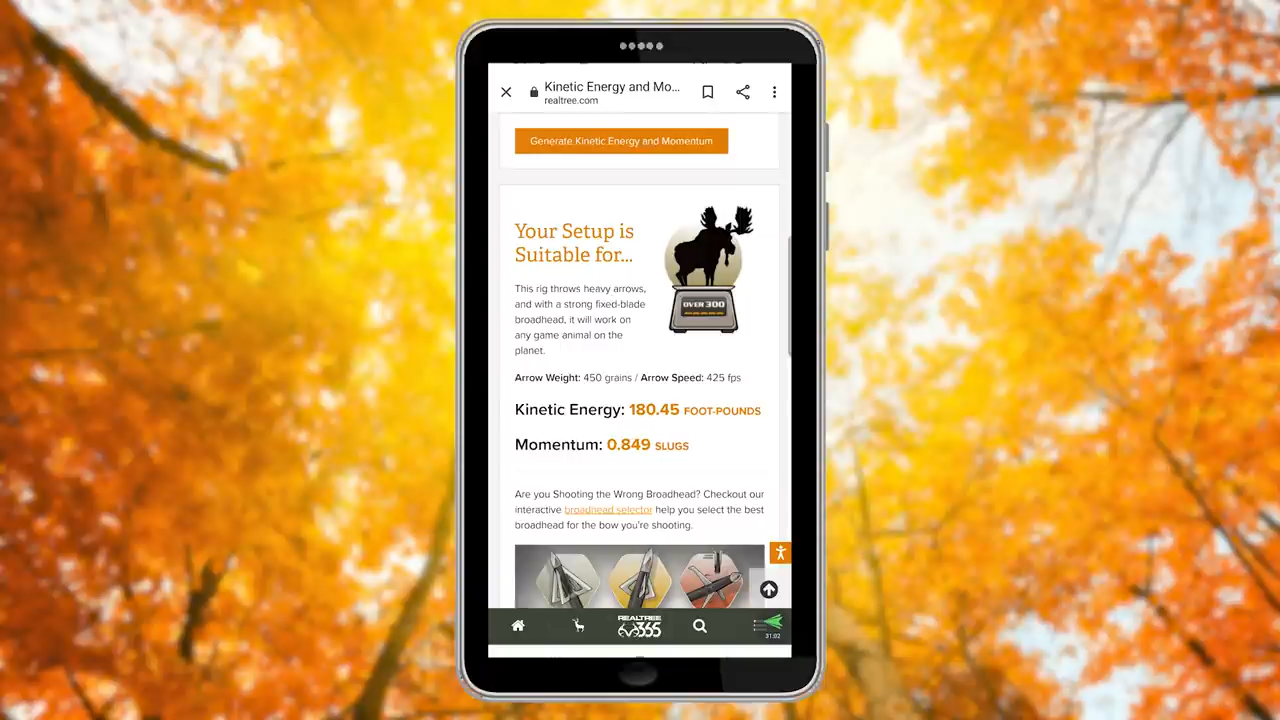 Kinetic Energy and Mo...
realtree.com
Generate Kinetic Energy and Momentum
Your Setup is
Suitable for...
This rig throws heavy arrows,
and with a strong fixed-blade
broadhead, it will work on
any game animal on the
planet.
OVER 300
Arrow Weight: 450 grains / Arrow Speed: 425 fps
Kinetic Energy: 180.45 FOOT-POUNDS
Momentum: 0.849 SLUGS
Are you Shooting the Wrong Broadhead? Checkout our
interactive broadhead selector help you select the best
broadhead for the bow you're shooting.
REALTREE
365
31:02